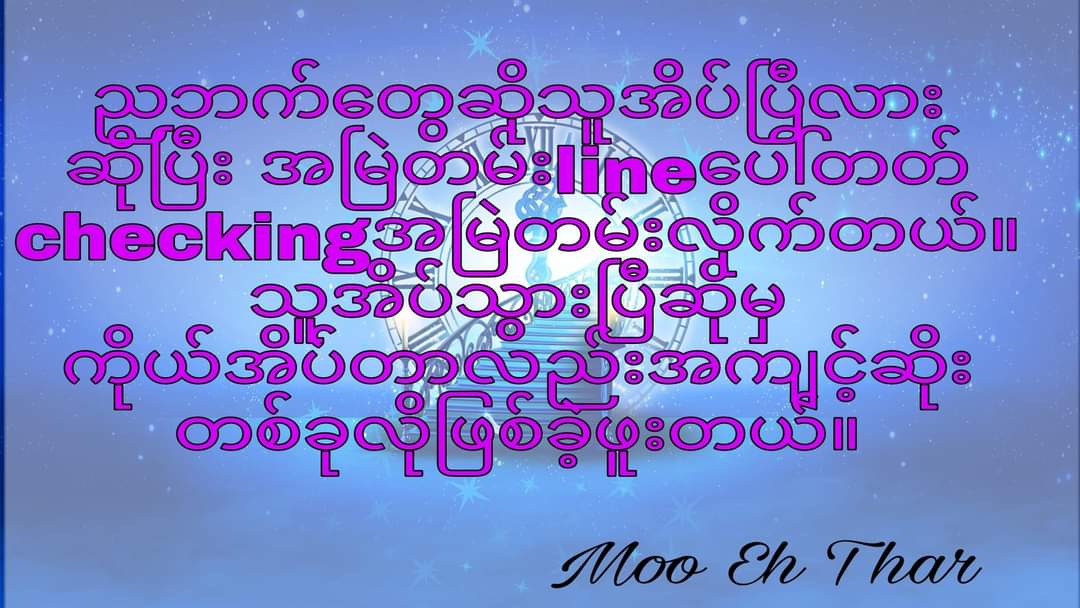 ညဘက်တွေဆိုသူအိပ်ပြီလား
ဆိုပြီး အမြဲတမ်းlineပေါ်တတ်
checkingအမြဲတမ်းလိုက်တယ်။
သူအိပ်သွားပြီဆိုမှ
ကိုယ်အိပ်တာလည်းအကျင့်ဆိုး
တစ်ခုလိုဖြစ်ခဲ့ဖူးတယ်။
Moo Eh Thar